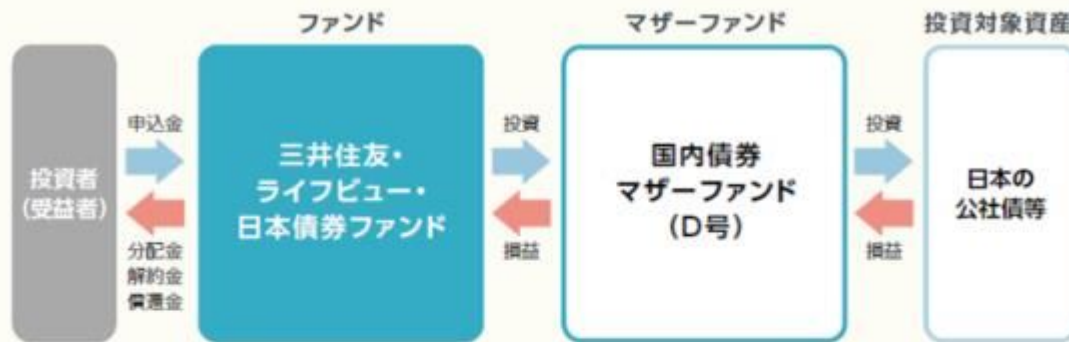 ファンド
マザーファンド
投資対象資産
投資者
(受益者)
申込金
分配金
解約金
償還金
三井住友・
ライフビュー・
日本債券ファンド
投資
損益
国内債券
マザーファンド
(D号)
投資
損益
日本の
公社債等